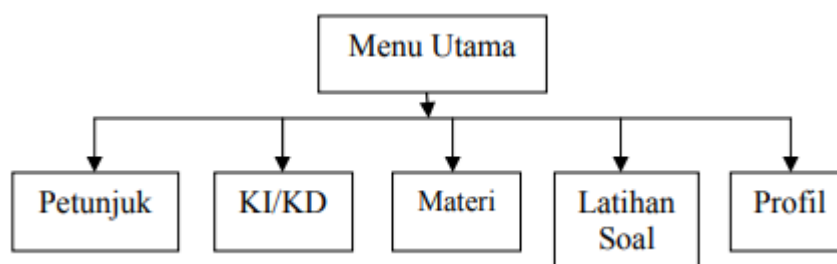 Menu Utama
Petunjuk
KI/KD
Materi
Latihan
Soal
Profil